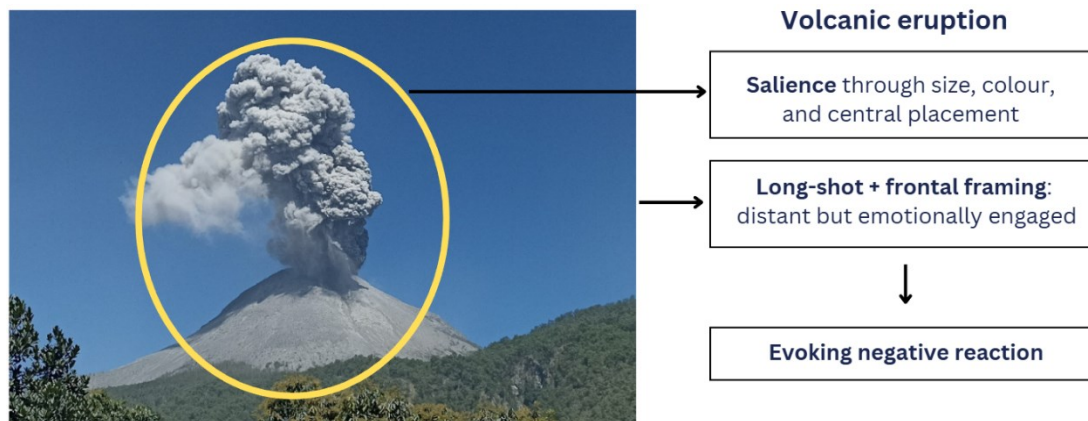 Volcanic eruption
Salience through size, colour,
and central placement
Long-shot + frontal framing:
distant but emotionally engaged
Evoking negative reaction